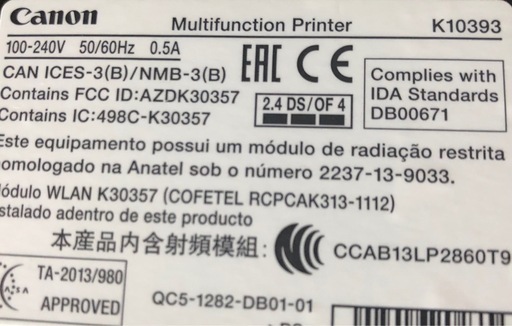 Canon Multifunction Printer K10393
100-240V 50/60Hz 0.5A
CAN ICES-3(B)/NMB-3(B)
EAC CE
Contains FCC ID:AZDK30357
Contains IC:498C-K30357
2.4 DS/OF 4
Complies with
IDA Standards
DB00671
Este equipamento possui um módulo de radiação restrita
homologado na Anatel sob o número 2237-13-9033.
Módulo WLAN K30357 (COFETEL RCPCAK313-1112)
stalado adentro de este producto
本產品內含射頻模組:
CCAB13LP2860T9
TA-2013/980
APPROVED
QC5-1282-DB01-01